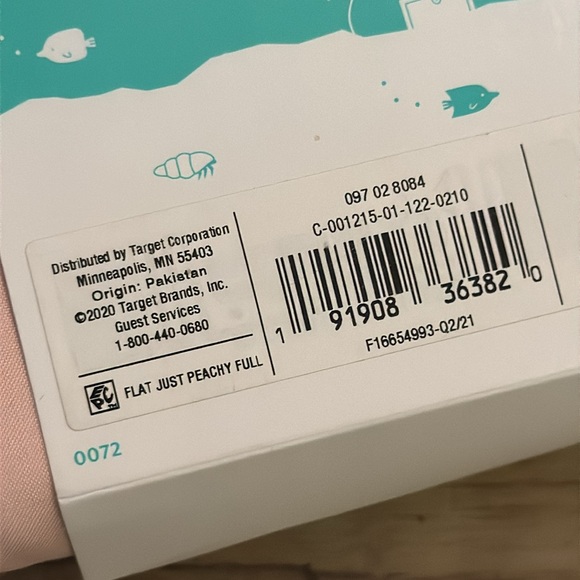 Distributed by Target Corporation
Minneapolis, MN 55403
Origin: Pakistan
©2020 Target Brands, Inc.
Guest Services
1-800-440-0680
EPC™ FLAT JUST PEACHY FULL
097 02 8084
C-001215-01-122-0210
1 91908 36382 0
F16654993-Q2/21
0072